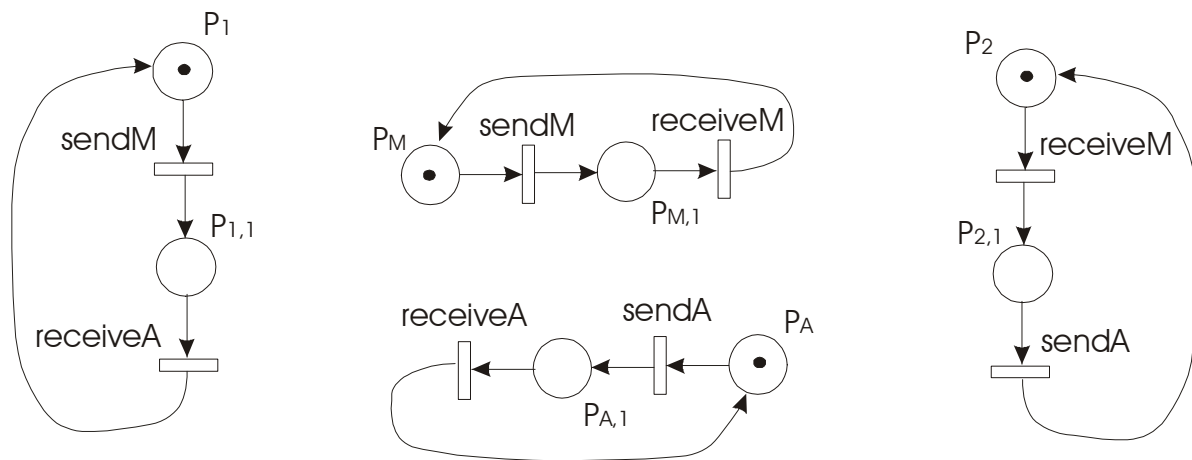 P1
sendM
P1,1
receiveA
PM
sendM
receiveM
PM,1
receiveA
sendA
PA
PA,1
P2
receiveM
P2,1
sendA